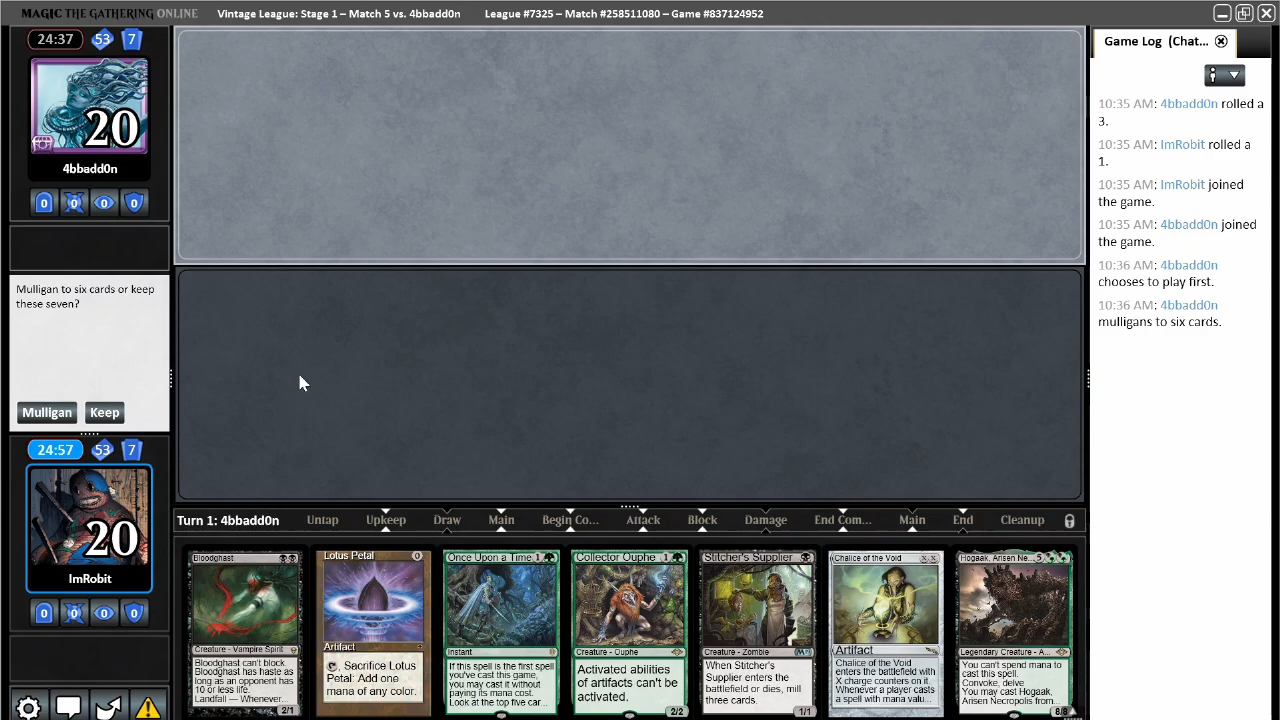 MAGIC THE GATHERING ONLINE Vintage League: Stage 1 – Match 5 vs. 4bbadd0n League #7325 – Match #258511080 – Game #837124952
24:37 53 7
20
4bbadd0n
0 0 0 0
Mulligan to six cards or keep
these seven?
Mulligan Keep
24:57 53 7
20
ImRobit
0 0 0 0
Turn 1: 4bbadd0n Untap Upkeep Draw Main Begin Co... Attack Block Damage End Com... Main End Cleanup
Bloodghast
Creature - Vampire Spirit
Bloodghast can't block.
Bloodghast has haste as
long as an opponent has
10 or less life.
Landfall — Whenever...
2/1
Lotus Petal 0
Artifact
, Sacrifice Lotus
Petal: Add one
mana of any color.
Once Upon a Time 1
Instant
If this spell is the first spell
you've cast this game,
you may cast it without
paying its mana cost.
Look at the top five car...
Collector Ouphe 1
Creature - Ouphe
Activated abilities
of artifacts can't be
activated.
2/2
Stitcher's Supplier
Creature - Zombie
When Stitcher's
Supplier enters the
battlefield or dies, mill
three cards.
1/1
Chalice of the Void X X
Artifact
Chalice of the Void
enters the battlefield with
X charge counters on it.
Whenever a player casts
a spell with mana valu...
Hogaak, Arisen Ne... 5
Legendary Creature - A...
You can't spend mana to
cast this spell.
Convoke, delve
You may cast Hogaak,
Arisen Necropolis from...
8/8
Game Log (Chat...
10:35 AM: 4bbadd0n rolled a
3.
10:35 AM: ImRobit rolled a
1.
10:35 AM: ImRobit joined
the game.
10:35 AM: 4bbadd0n joined
the game.
10:36 AM: 4bbadd0n
chooses to play first.
10:36 AM: 4bbadd0n
mulligans to six cards.